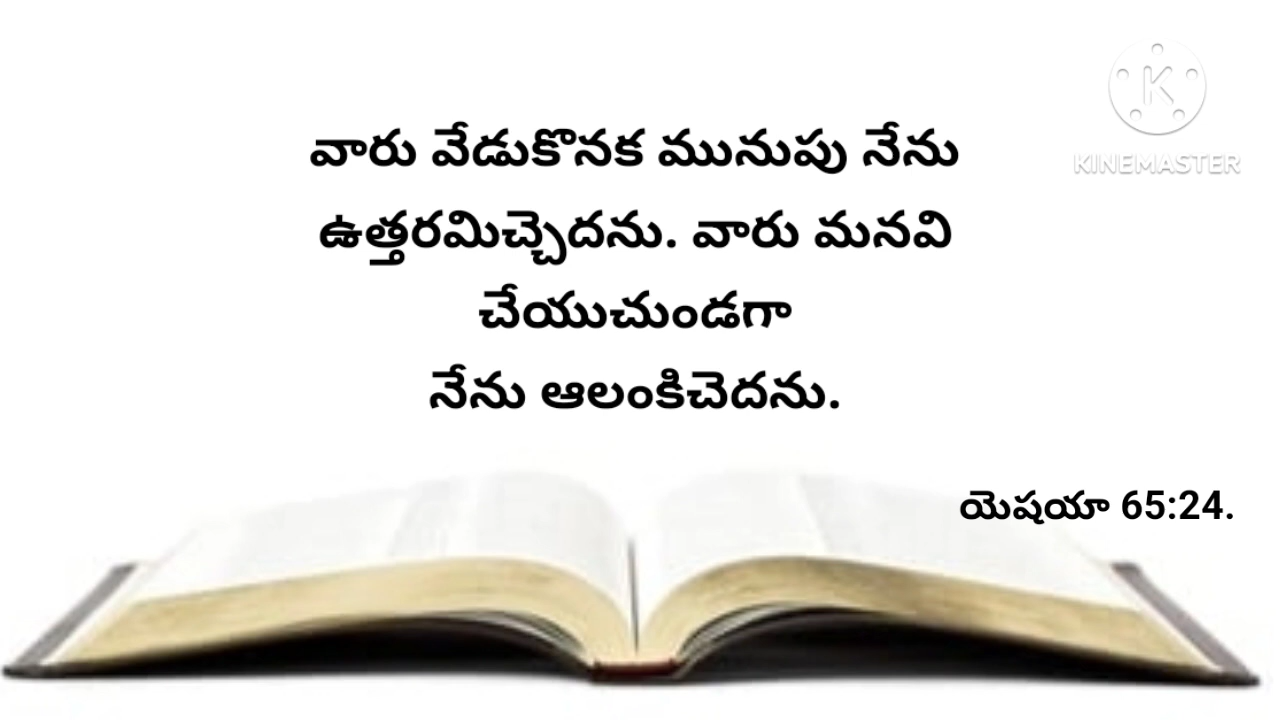 KINEMASTER
వారు వేడుకొనక మునుపు నేను
ఉత్తరమిచ్చెదను. వారు మనవి
చేయుచుండగా
నేను ఆలంకిచెదను.
యెషయా 65:24.